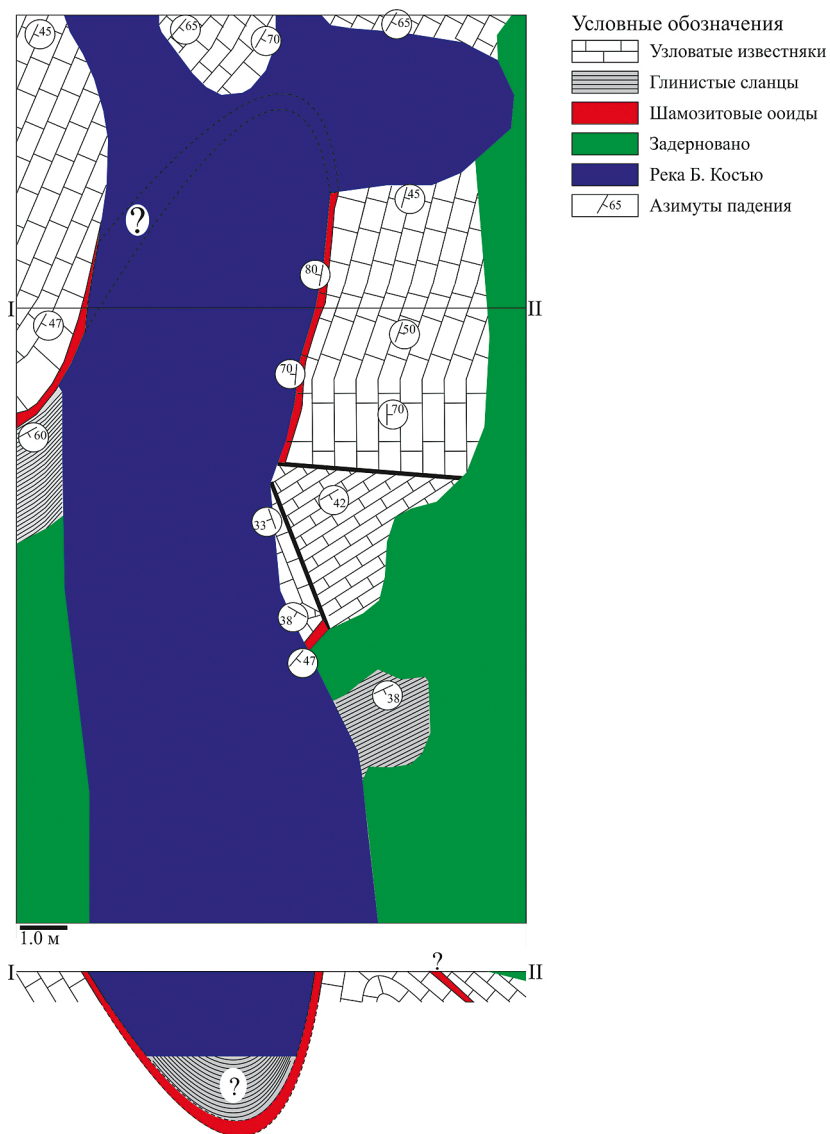 Условные обозначения
Узловатые известняки
Глинистые сланцы
Шамозитовые ооиды
Задерновано
Река Б. Косъю
65 Азимуты падения
45
65
70
65
?
45
80
I
II
47
50
70
70
60
42
33
38
47
38
1.0 м
?
I
II
?